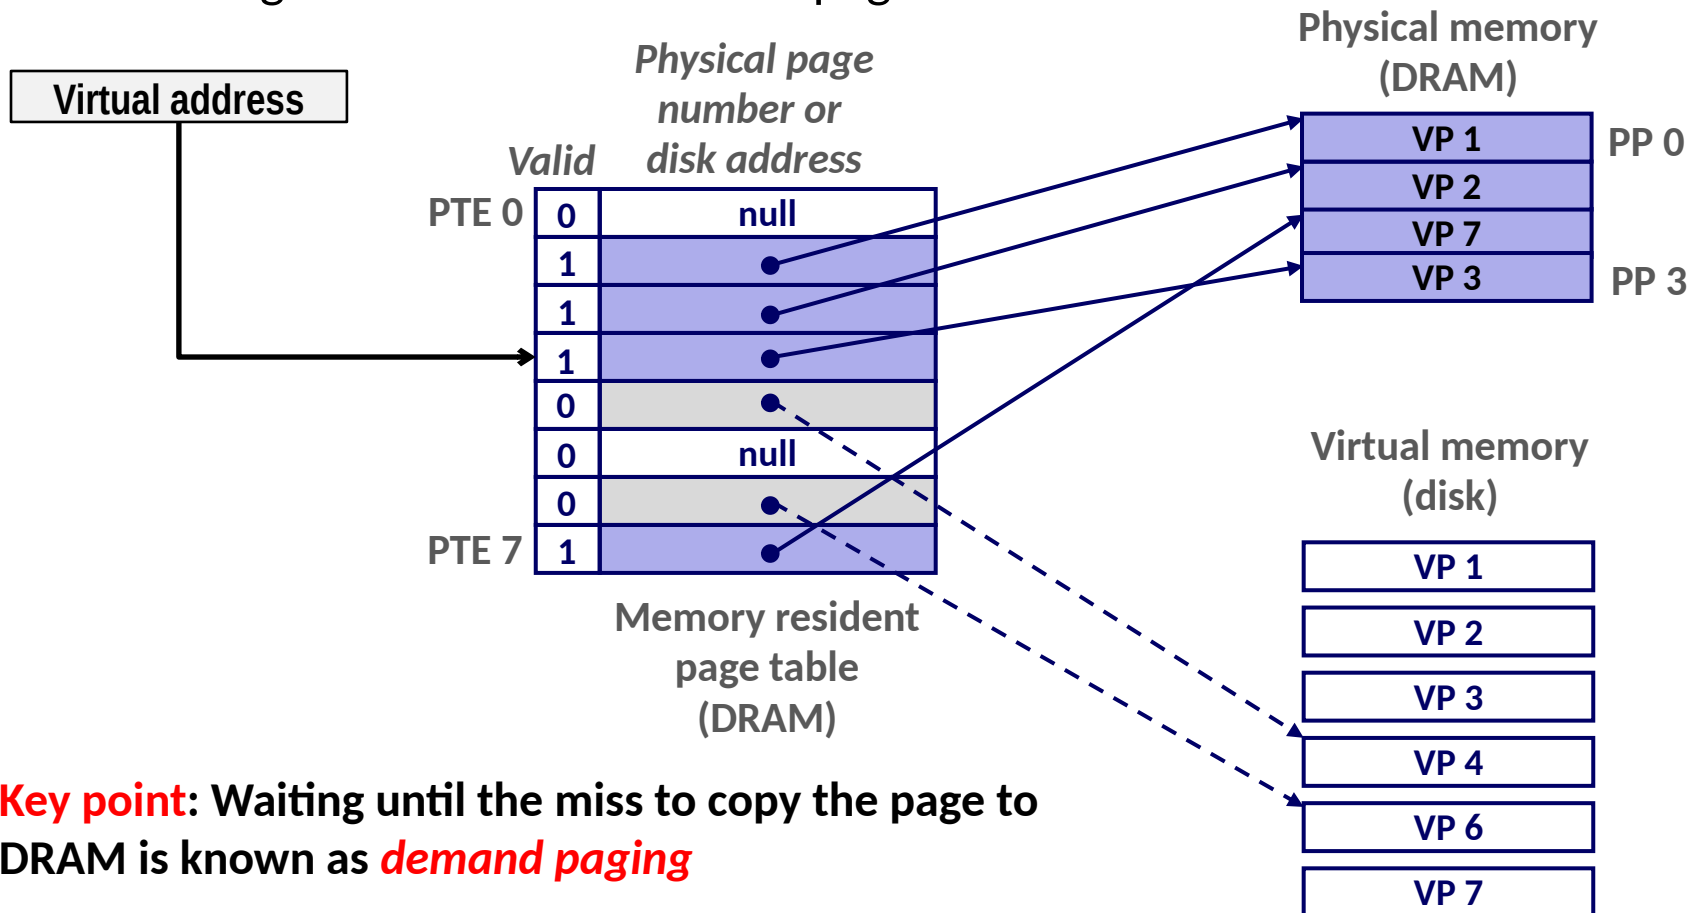 Physical memory
(DRAM)
Physical page
number or
disk address
Virtual address
Valid
PTE 0
0
null
1
1
1
0
0
null
0
PTE 7
1
VP 1
PP 0
VP 2
VP 7
VP 3
PP 3
Memory resident
page table
(DRAM)
Virtual memory
(disk)
VP 1
VP 2
VP 3
VP 4
VP 6
VP 7
Key point: Waiting until the miss to copy the page to
DRAM is known as demand paging